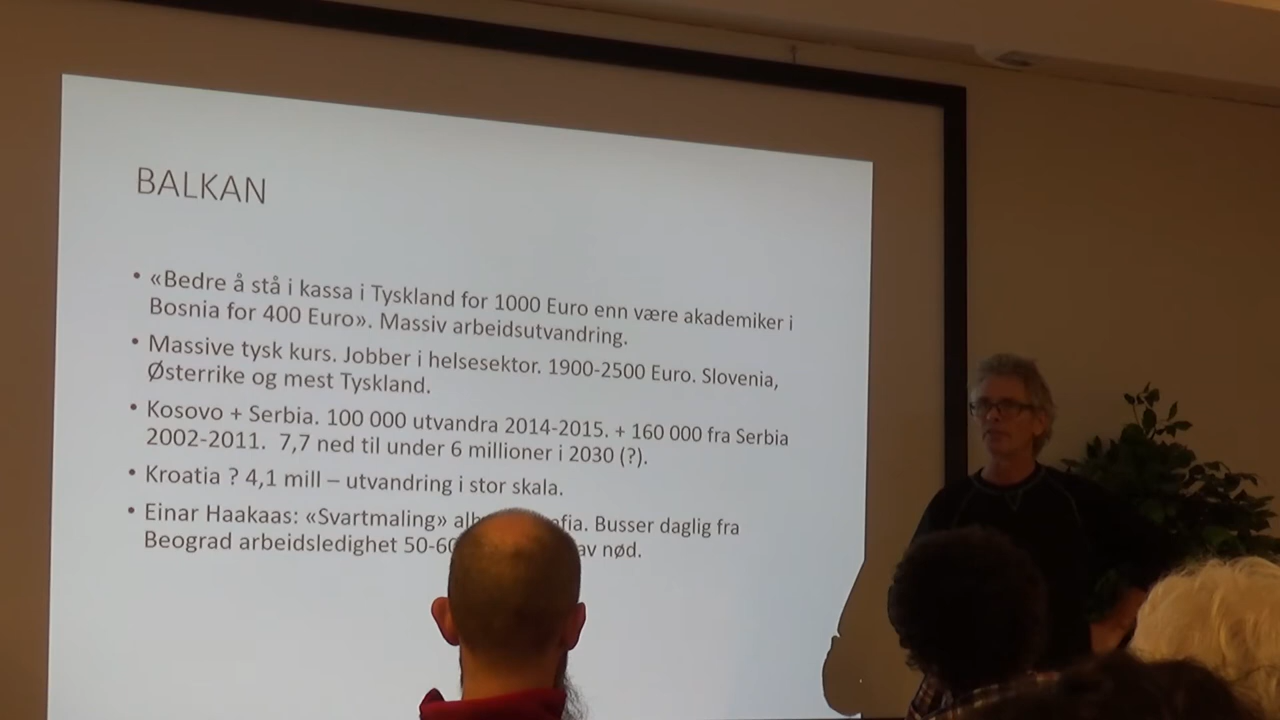 BALKAN
• «Bedre å stå i kassa i Tyskland for 1000 Euro enn være akademiker i
Bosnia for 400 Euro». Massiv arbeidsutvandring.
• Massive tysk kurs. Jobber i helsesektor. 1900-2500 Euro. Slovenia,
Østerrike og mest Tyskland.
• Kosovo + Serbia. 100 000 utvandra 2014-2015. + 160 000 fra Serbia
2002-2011. 7,7 ned til under 6 millioner i 2030 (?).
• Kroatia ? 4,1 mill – utvandring i stor skala.
• Einar Haakaas: «Svartmaling» Busser daglig fra
Beograd arbeidsledighet av nød.